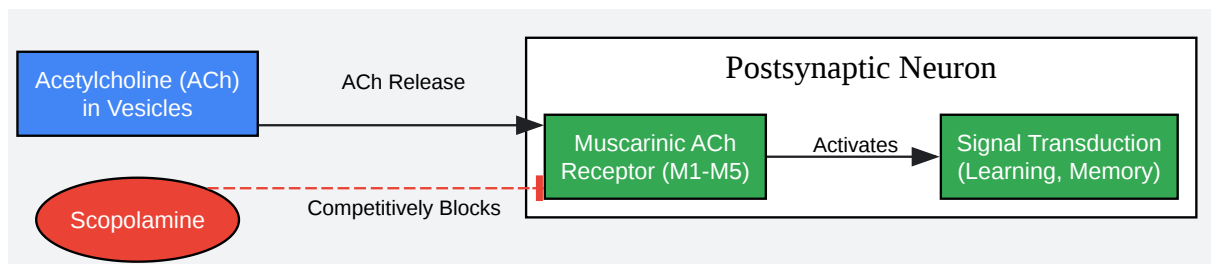 Acetylcholine (ACh)
in Vesicles
ACh Release
Postsynaptic Neuron
Muscarinic ACh
Receptor (M1-M5)
Activates
Signal Transduction
(Learning, Memory)
Scopolamine
Competitively Blocks